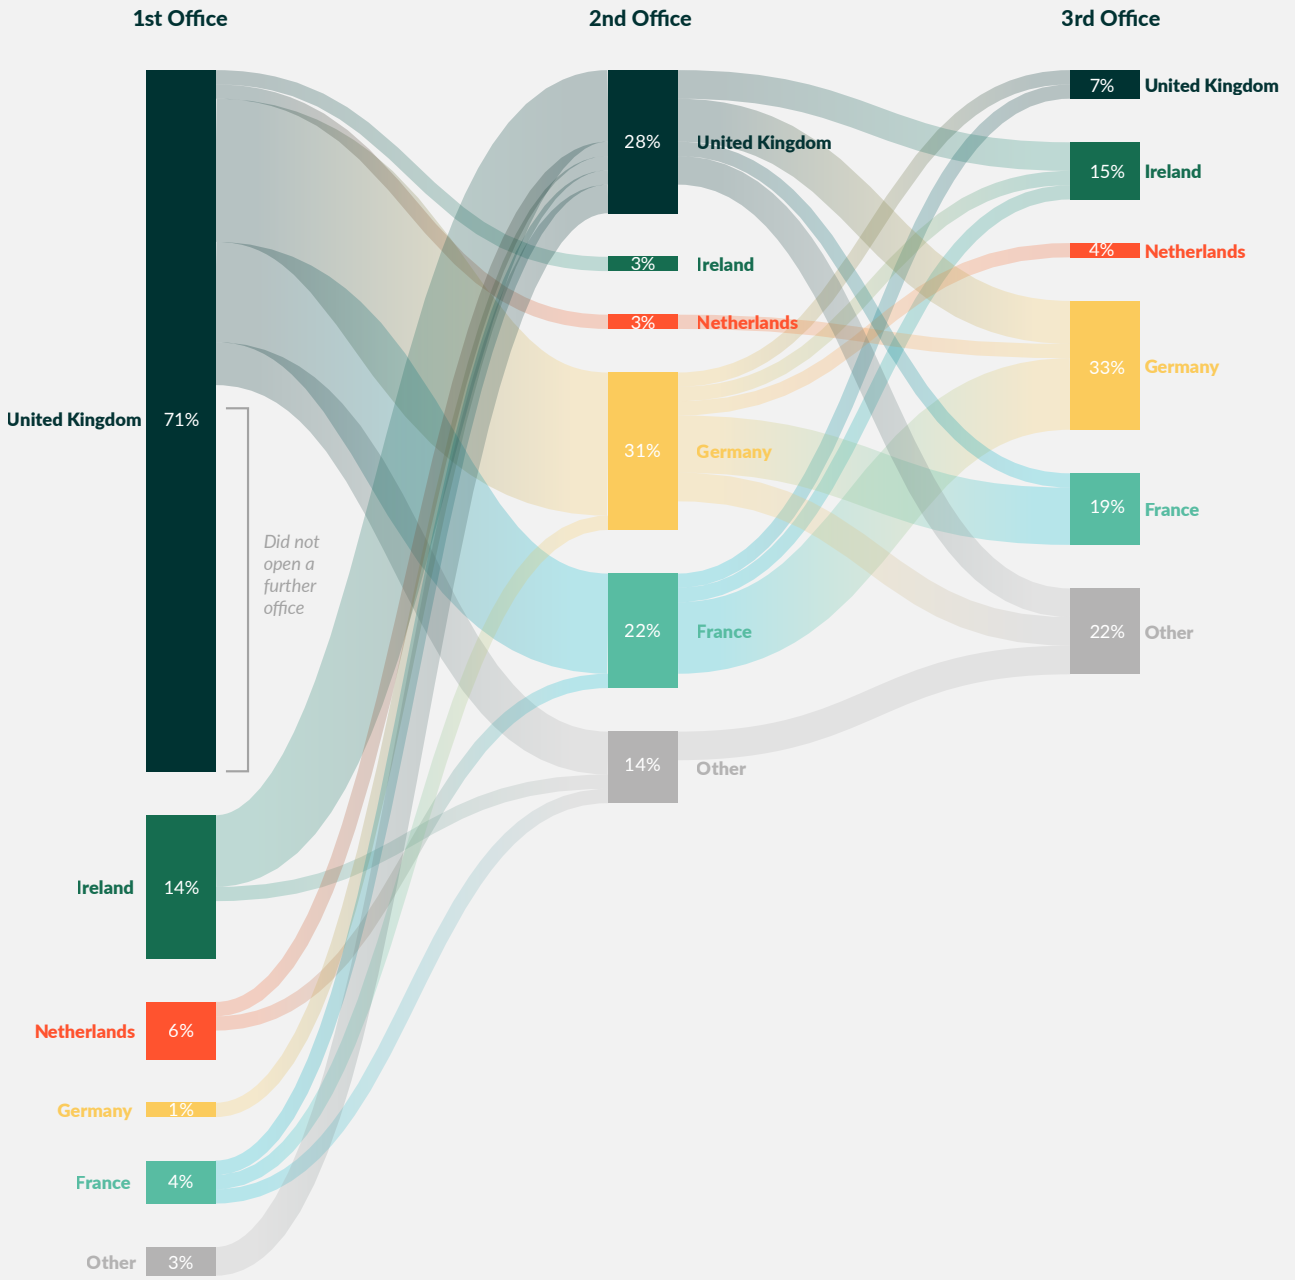 1st Office
2nd Office
3rd Office
7% United Kingdom
28% United Kingdom
15% Ireland
4% Netherlands
3% Ireland
3% Netherlands
33% Germany
United Kingdom 71%
31% Germany
19% France
Did not
open a
further
office
22% France
22% Other
14% Other
Ireland 14%
Netherlands 6%
Germany 1%
France 4%
Other 3%